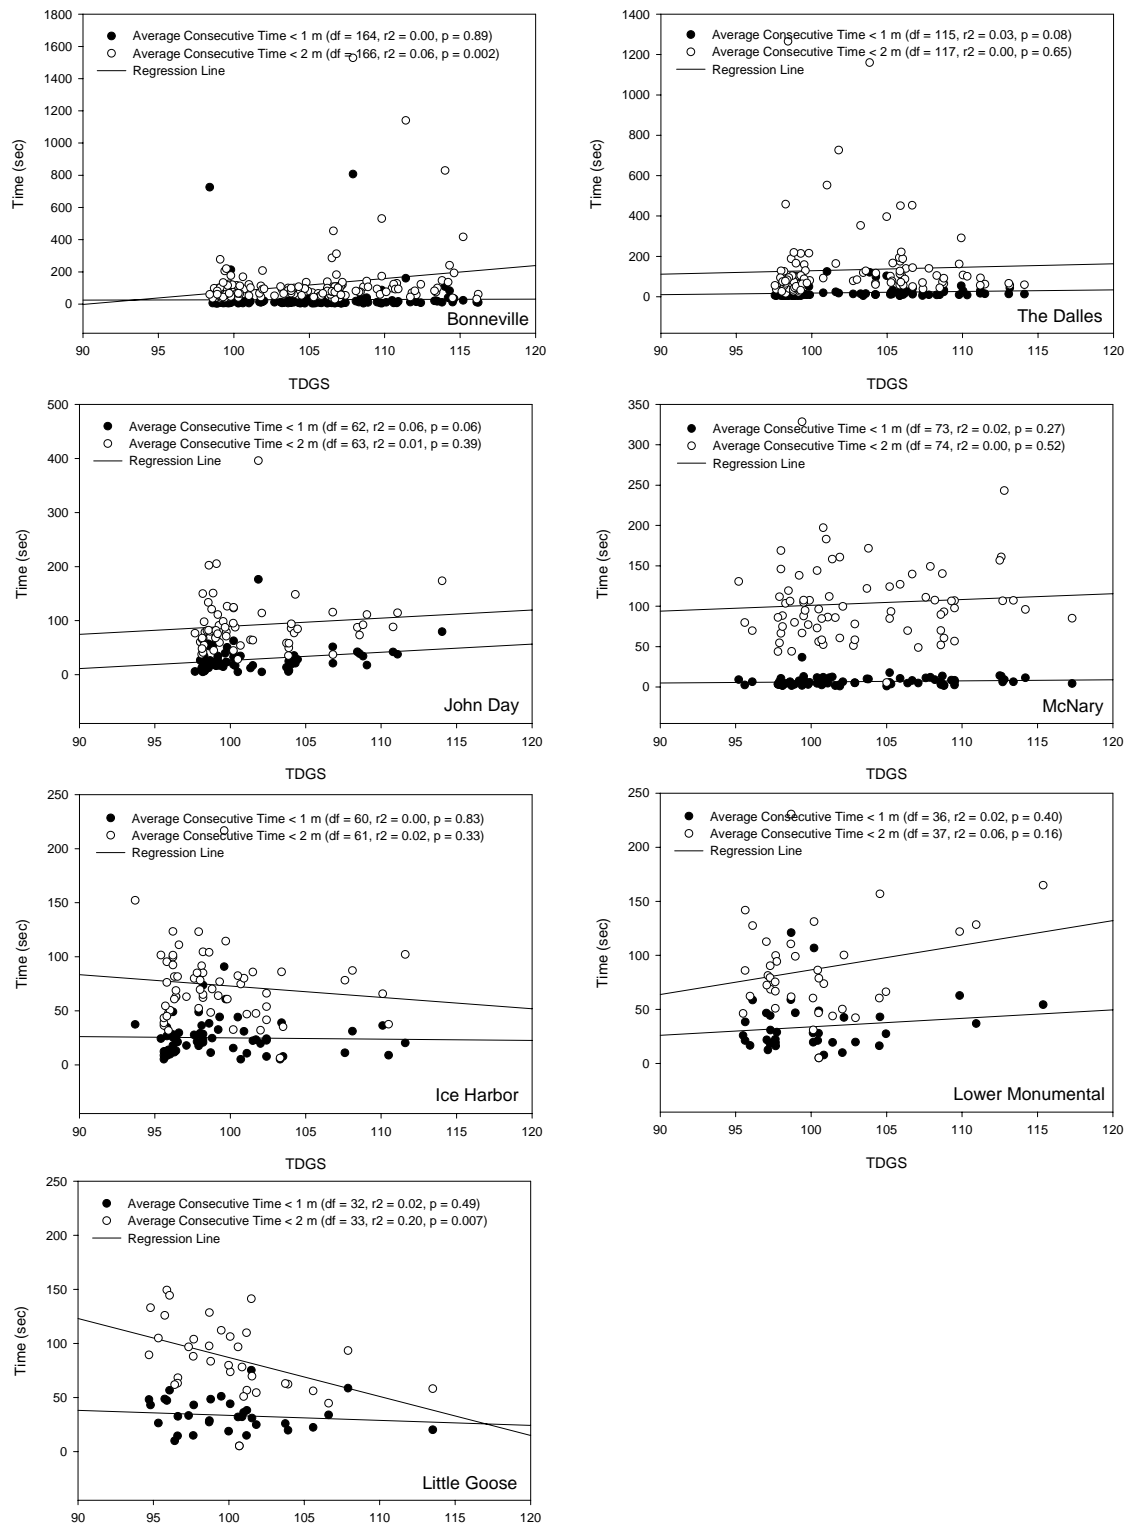 Average Consecutive Time < 1 m (df = 164, r2 = 0.00, p = 0.89)
Average Consecutive Time < 2 m (df = 166, r2 = 0.06, p = 0.002)
Regression Line
1800
1600
1400
1200
1000
800
600
400
200
0
Time (sec)
Bonneville
90 95 100 105 110 115 120
TDGS
Average Consecutive Time < 1 m (df = 115, r2 = 0.03, p = 0.08)
Average Consecutive Time < 2 m (df = 117, r2 = 0.00, p = 0.65)
Regression Line
1400
1200
1000
800
600
400
200
0
Time (sec)
The Dalles
90 95 100 105 110 115 120
TDGS
Average Consecutive Time < 1 m (df = 62, r2 = 0.06, p = 0.06)
Average Consecutive Time < 2 m (df = 63, r2 = 0.01, p = 0.39)
Regression Line
500
400
300
200
100
0
Time (sec)
John Day
90 95 100 105 110 115 120
TDGS
Average Consecutive Time < 1 m (df = 73, r2 = 0.02, p = 0.27)
Average Consecutive Time < 2 m (df = 74, r2 = 0.00, p = 0.52)
Regression Line
350
300
250
200
150
100
50
0
Time (sec)
McNary
90 95 100 105 110 115 120
TDGS
Average Consecutive Time < 1 m (df = 60, r2 = 0.00, p = 0.83)
Average Consecutive Time < 2 m (df = 61, r2 = 0.02, p = 0.33)
Regression Line
250
200
150
100
50
0
Time (sec)
Ice Harbor
90 95 100 105 110 115 120
TDGS
Average Consecutive Time < 1 m (df = 36, r2 = 0.02, p = 0.40)
Average Consecutive Time < 2 m (df = 37, r2 = 0.06, p = 0.16)
Regression Line
250
200
150
100
50
0
Time (sec)
Lower Monumental
90 95 100 105 110 115 120
TDGS
Average Consecutive Time < 1 m (df = 32, r2 = 0.02, p = 0.49)
Average Consecutive Time < 2 m (df = 33, r2 = 0.20, p = 0.007)
Regression Line
250
200
150
100
50
0
Time (sec)
Little Goose
90 95 100 105 110 115 120